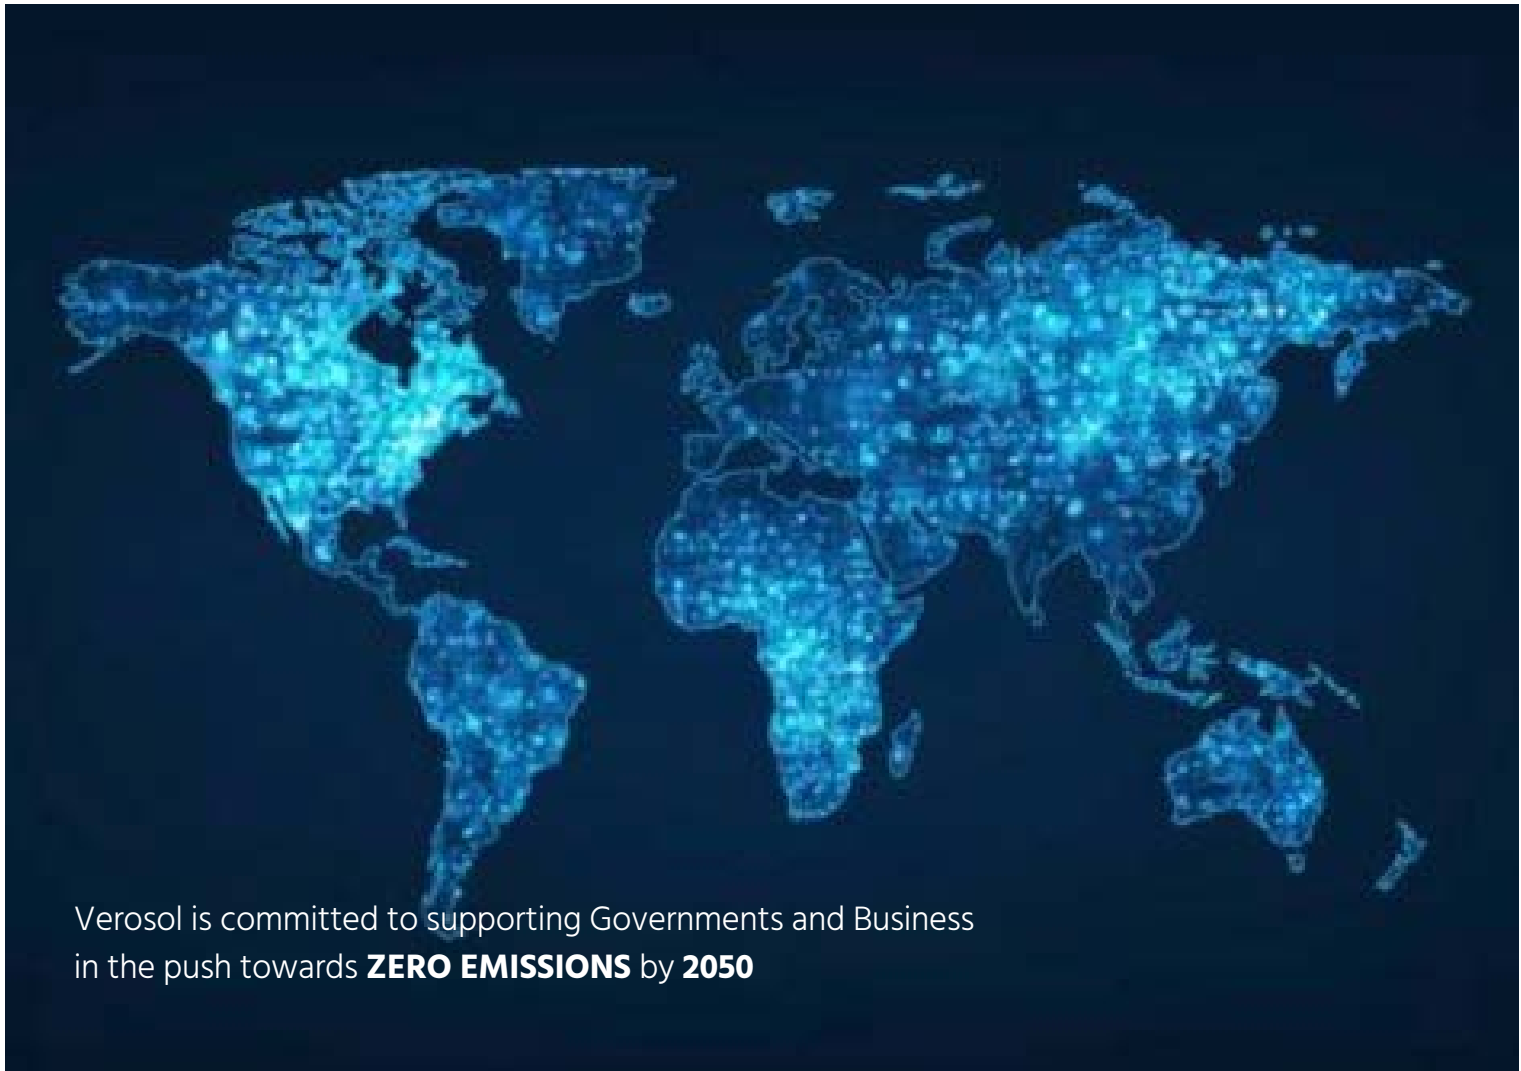 Verosol is committed to supporting Governments and Business
in the push towards ZERO EMISSIONS by 2050